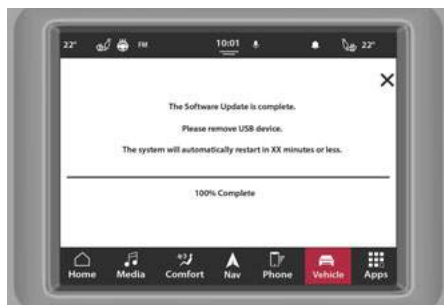 22° FM 10:01 22°
The Software Update is complete.
Please remove USB device.
The system will automatically restart in XX minutes or less.
100% Complete
Home Media Comfort Nav Phone Vehicle Apps